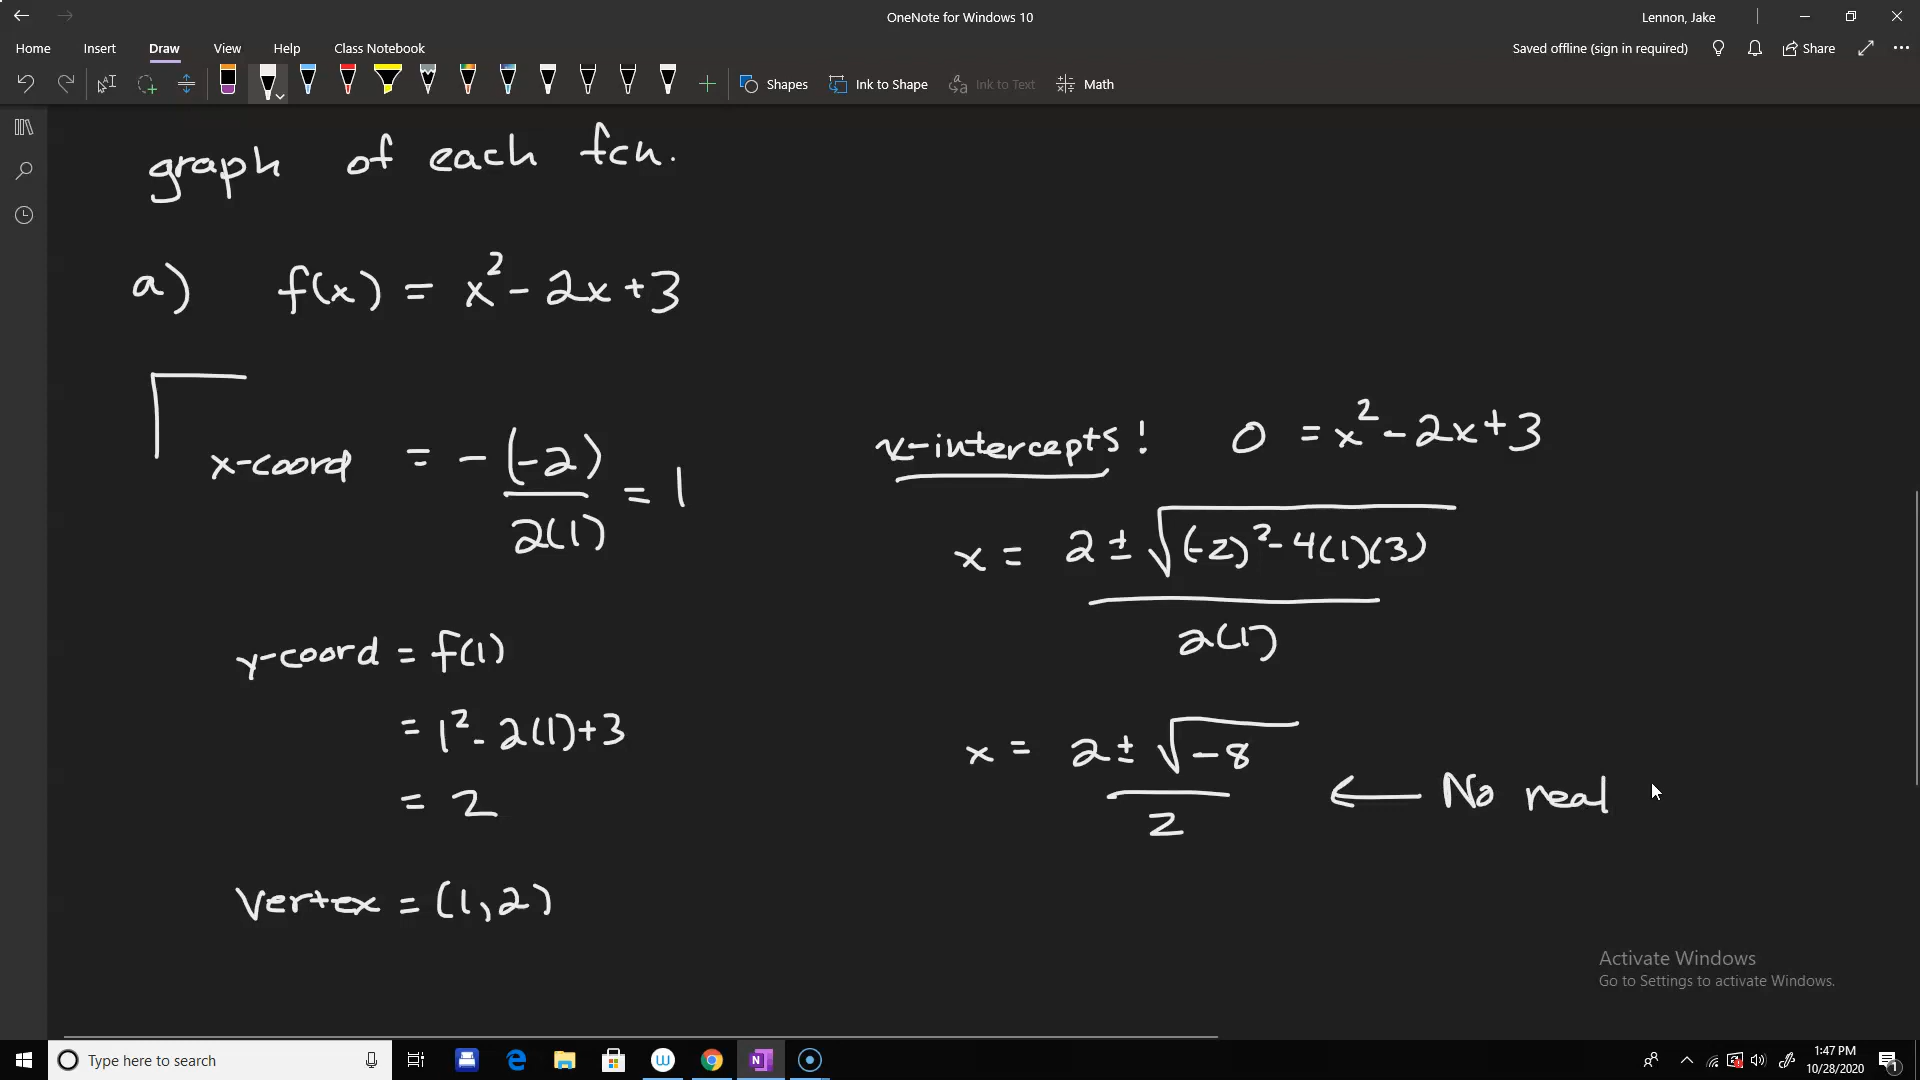 OneNote for Windows 10
Lennon, Jake
Home Insert Draw View Help Class Notebook
Saved offline (sign in required) Share
Shapes Ink to Shape Ink to Text Math
graph of each fcn.
a) f(x) = x² - 2x + 3
x-coord = -(-2) / 2(1) = 1
y-coord = f(1)
= 1² - 2(1) + 3
= 2
Vertex = (1, 2)
x-intercepts! 0 = x² - 2x + 3
x = 2 ± √(-2)² - 4(1)(3) / 2(1)
x = 2 ± √-8 / 2 ← No real
Activate Windows
Go to Settings to activate Windows.
Type here to search
1:47 PM
10/28/2020
1